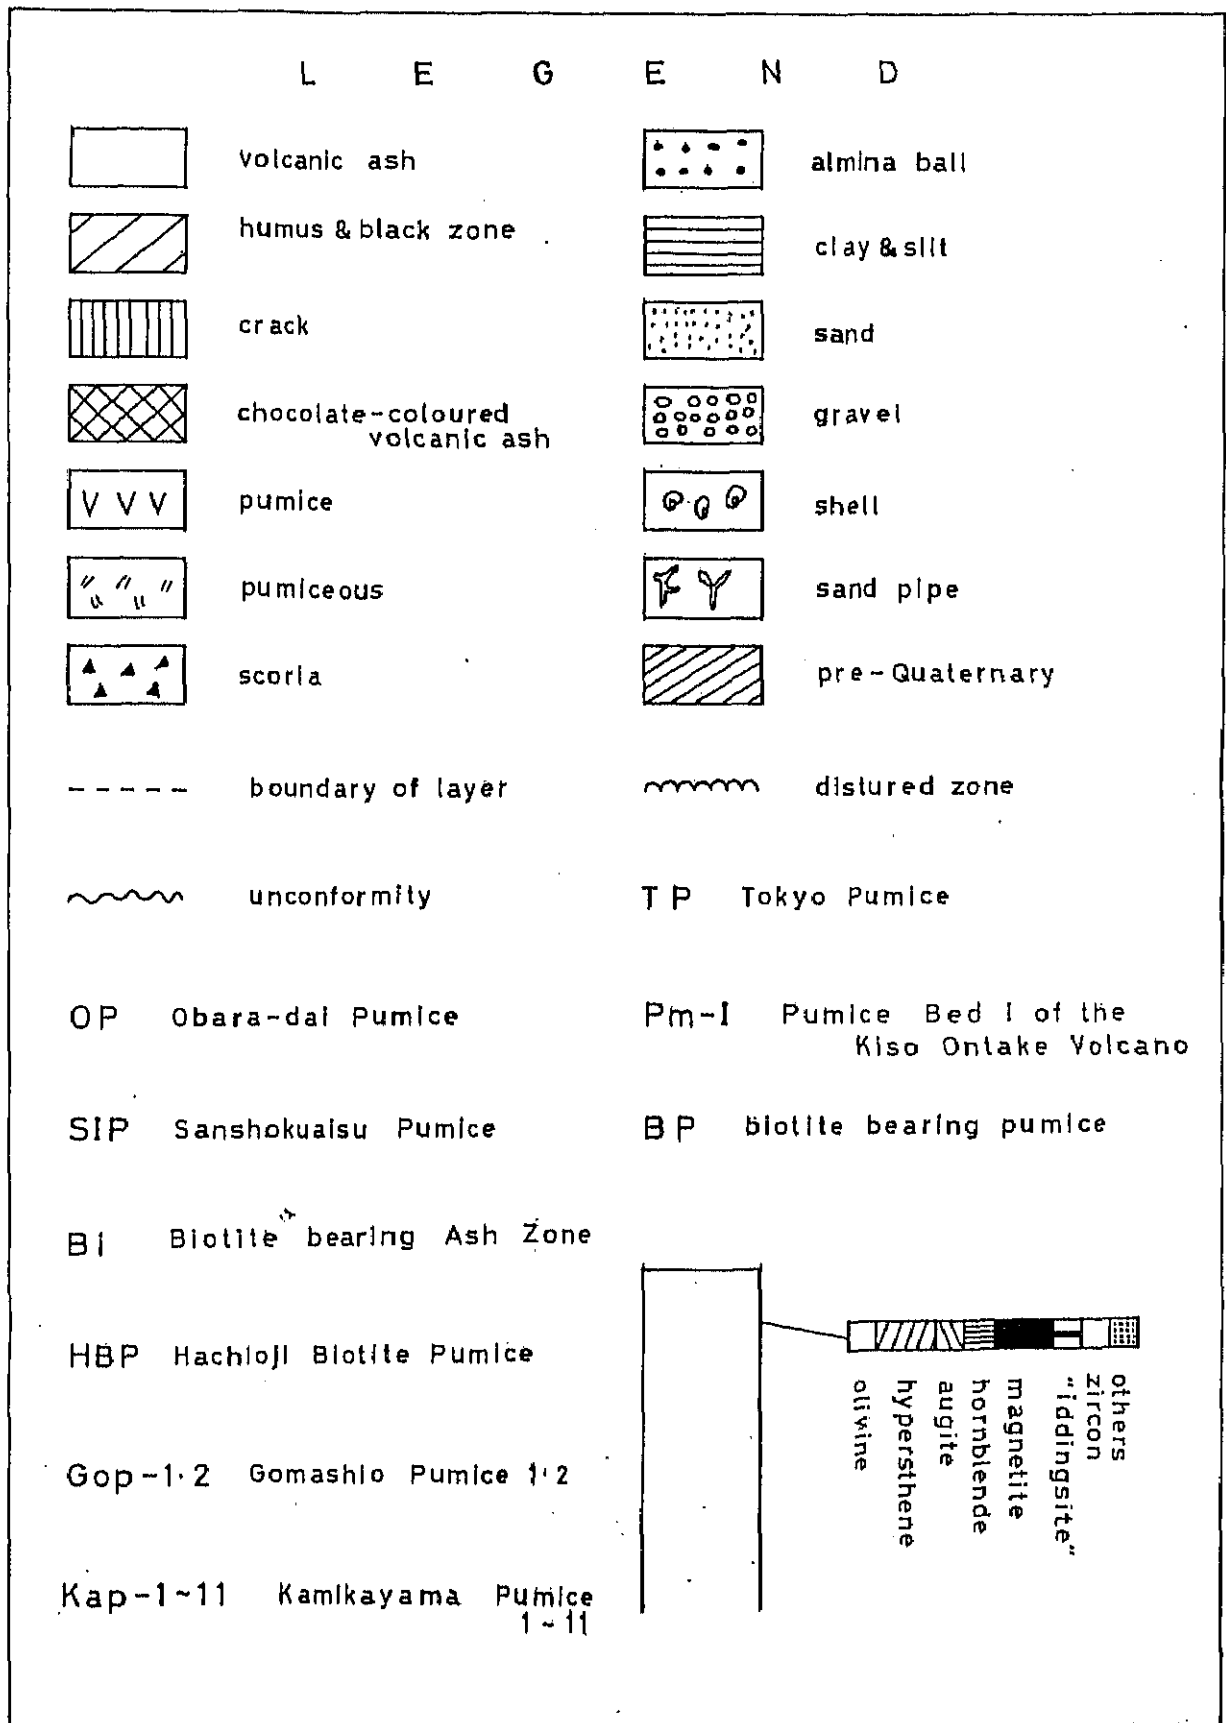 L E G E N D
volcanic ash
humus & black zone
crack
chocolate-coloured
volcanic ash
pumice
pumiceous
scoria
boundary of layer
unconformity
OP Obara-dai Pumice
SIP Sanshokuaisu Pumice
Bi Biotite bearing Ash Zone
HBP Hachioji Biotite Pumice
Gop-1·2 Gomashio Pumice 1·2
Kap-1~11 Kamikayama Pumice
1~11
almina ball
clay & slit
sand
gravel
shell
sand pipe
pre-Quaternary
distured zone
TP Tokyo Pumice
Pm-I Pumice Bed I of the
Kiso Ontake Volcano
BP biotite bearing pumice
olivine
hypersthene
augite
hornblende
magnetite
"iddingsite"
zircon
others